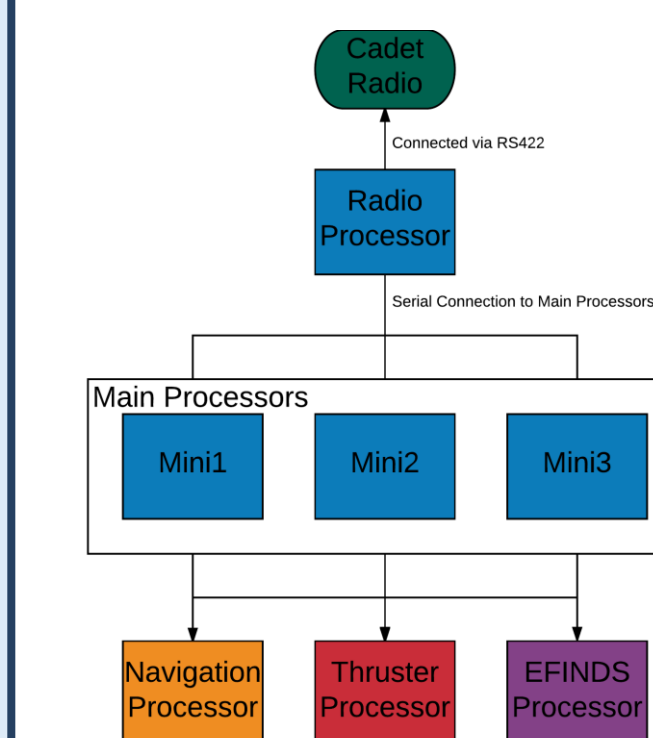 Cadet
Radio
Connected via RS422
Radio
Processor
Serial Connection to Main Processors
Main Processors
Mini1
Mini2
Mini3
Navigation
Processor
Thruster
Processor
EFINDS
Processor